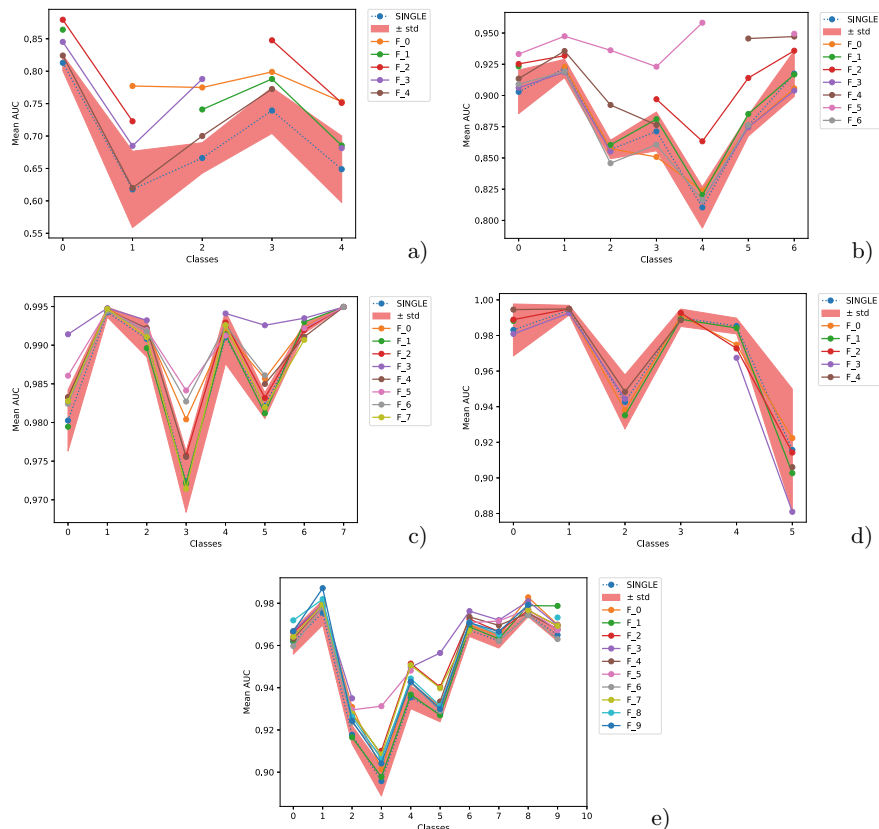 0.85
0.80
0.75
0.70
0.65
0.60
0.55
Mean AUC
0 1 2 3 4
Classes
SINGLE
± std
F_0
F_1
F_2
F_3
F_4
a)
0.950
0.925
0.900
0.875
0.850
0.825
0.800
Mean AUC
0 1 2 3 4 5 6
Classes
SINGLE
± std
F_0
F_1
F_2
F_3
F_4
F_5
F_6
b)
0.995
0.990
0.985
0.980
0.975
0.970
Mean AUC
0 1 2 3 4 5 6 7
Classes
SINGLE
± std
F_0
F_1
F_2
F_3
F_4
F_5
F_6
F_7
c)
1.00
0.98
0.96
0.94
0.92
0.90
0.88
Mean AUC
0 1 2 3 4 5
Classes
SINGLE
± std
F_0
F_1
F_2
F_3
F_4
d)
0.98
0.96
0.94
0.92
0.90
Mean AUC
0 1 2 3 4 5 6 7 8 9 10
Classes
SINGLE
± std
F_0
F_1
F_2
F_3
F_4
F_5
F_6
F_7
F_8
F_9
e)